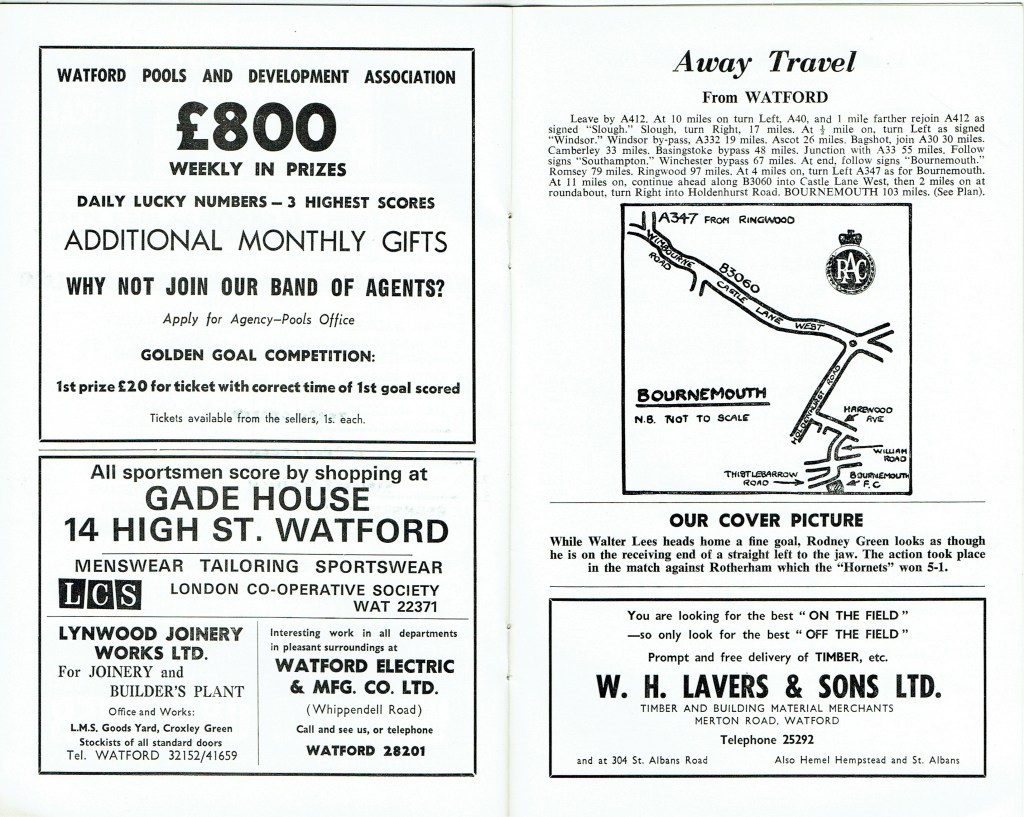 WATFORD POOLS AND DEVELOPMENT ASSOCIATION
£800
WEEKLY IN PRIZES
DAILY LUCKY NUMBERS – 3 HIGHEST SCORES
ADDITIONAL MONTHLY GIFTS
WHY NOT JOIN OUR BAND OF AGENTS?
Apply for Agency–Pools Office
GOLDEN GOAL COMPETITION:
1st prize £20 for ticket with correct time of 1st goal scored
Tickets available from the sellers, 1s. each.
All sportsmen score by shopping at
GADE HOUSE
14 HIGH ST. WATFORD
MENSWEAR TAILORING SPORTSWEAR
LCS LONDON CO-OPERATIVE SOCIETY
WAT 22371
LYNWOOD JOINERY
WORKS LTD.
For JOINERY and
BUILDER'S PLANT
Office and Works:
L.M.S. Goods Yard, Croxley Green
Stockists of all standard doors
Tel. WATFORD 32152/41659
Interesting work in all departments
in pleasant surroundings at
WATFORD ELECTRIC
& MFG. CO. LTD.
(Whippendell Road)
Call and see us, or telephone
WATFORD 28201
Away Travel
From WATFORD
Leave by A412. At 10 miles on turn Left, A40, and 1 mile farther rejoin A412 as
signed "Slough." Slough, turn Right, 17 miles. At ½ mile on, turn Left as signed
"Windsor." Windsor by-pass, A332 19 miles. Ascot 26 miles. Bagshot, join A30 30 miles.
Camberley 33 miles. Basingstoke bypass 48 miles. Junction with A33 55 miles. Follow
signs "Southampton." Winchester bypass 67 miles. At end, follow signs "Bournemouth."
Romsey 79 miles. Ringwood 97 miles. At 4 miles on, turn Left A347 as for Bournemouth.
At 11 miles on, continue ahead along B3060 into Castle Lane West, then 2 miles on at
roundabout, turn Right into Holdenhurst Road. BOURNEMOUTH 103 miles. (See Plan).
A347 FROM RINGWOOD
WIMBOURNE
ROAD
B3060
CASTLE LANE WEST
RAC
HOLDENHURST ROAD
BOURNEMOUTH
N.B. NOT TO SCALE
HAREWOOD
AVE
WILLIAM
ROAD
THISTLEBARROW
ROAD
BOURNEMOUTH
F.C
OUR COVER PICTURE
While Walter Lees heads home a fine goal, Rodney Green looks as though
he is on the receiving end of a straight left to the jaw. The action took place
in the match against Rotherham which the "Hornets" won 5-1.
You are looking for the best "ON THE FIELD"
—so only look for the best "OFF THE FIELD"
Prompt and free delivery of TIMBER, etc.
W. H. LAVERS & SONS LTD.
TIMBER AND BUILDING MATERIAL MERCHANTS
MERTON ROAD, WATFORD
Telephone 25292
and at 304 St. Albans Road Also Hemel Hempstead and St. Albans